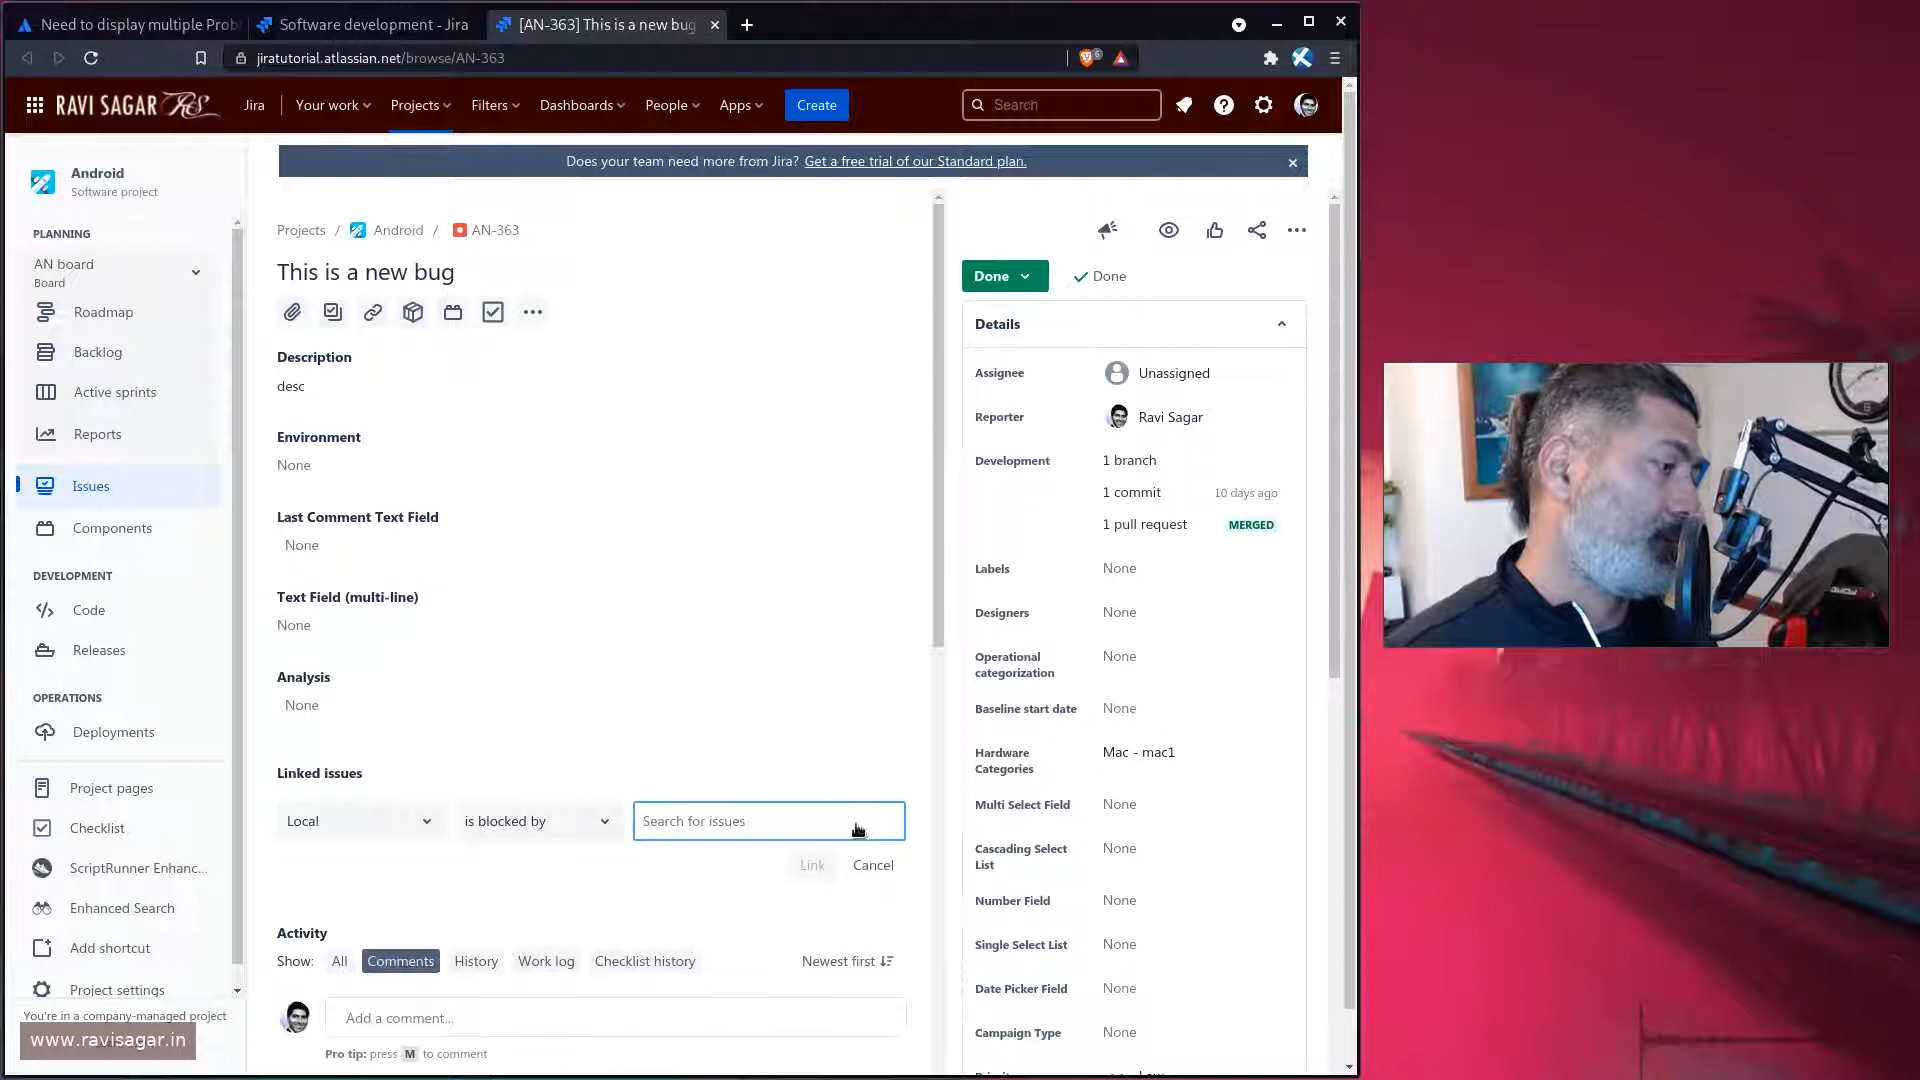 Need to display multiple Prob
Software development - Jira
[AN-363] This is a new bug
jiratutorial.atlassian.net/browse/AN-363
6
RAVI SAGAR RS
Jira
Your work
Projects
Filters
Dashboards
People
Apps
Create
Search
Does your team need more from Jira? Get a free trial of our Standard plan.
Android
Software project
PLANNING
AN board
Board
Roadmap
Backlog
Active sprints
Reports
Issues
Components
DEVELOPMENT
Code
Releases
OPERATIONS
Deployments
Project pages
Checklist
ScriptRunner Enhanc...
Enhanced Search
Add shortcut
Project settings
You're in a company-managed project
www.ravisagar.in
Projects / Android / AN-363
This is a new bug
Description
desc
Environment
None
Last Comment Text Field
None
Text Field (multi-line)
None
Analysis
None
Linked issues
Local
is blocked by
Search for issues
Link
Cancel
Activity
Show: All Comments History Work log Checklist history
Newest first
Add a comment...
Pro tip: press M to comment
Done
Done
Details
Assignee
Unassigned
Reporter
Ravi Sagar
Development
1 branch
1 commit
10 days ago
1 pull request
MERGED
Labels
None
Designers
None
Operational
categorization
None
Baseline start date
None
Hardware
Categories
Mac - mac1
Multi Select Field
None
Cascading Select
List
None
Number Field
None
Single Select List
None
Date Picker Field
None
Campaign Type
None